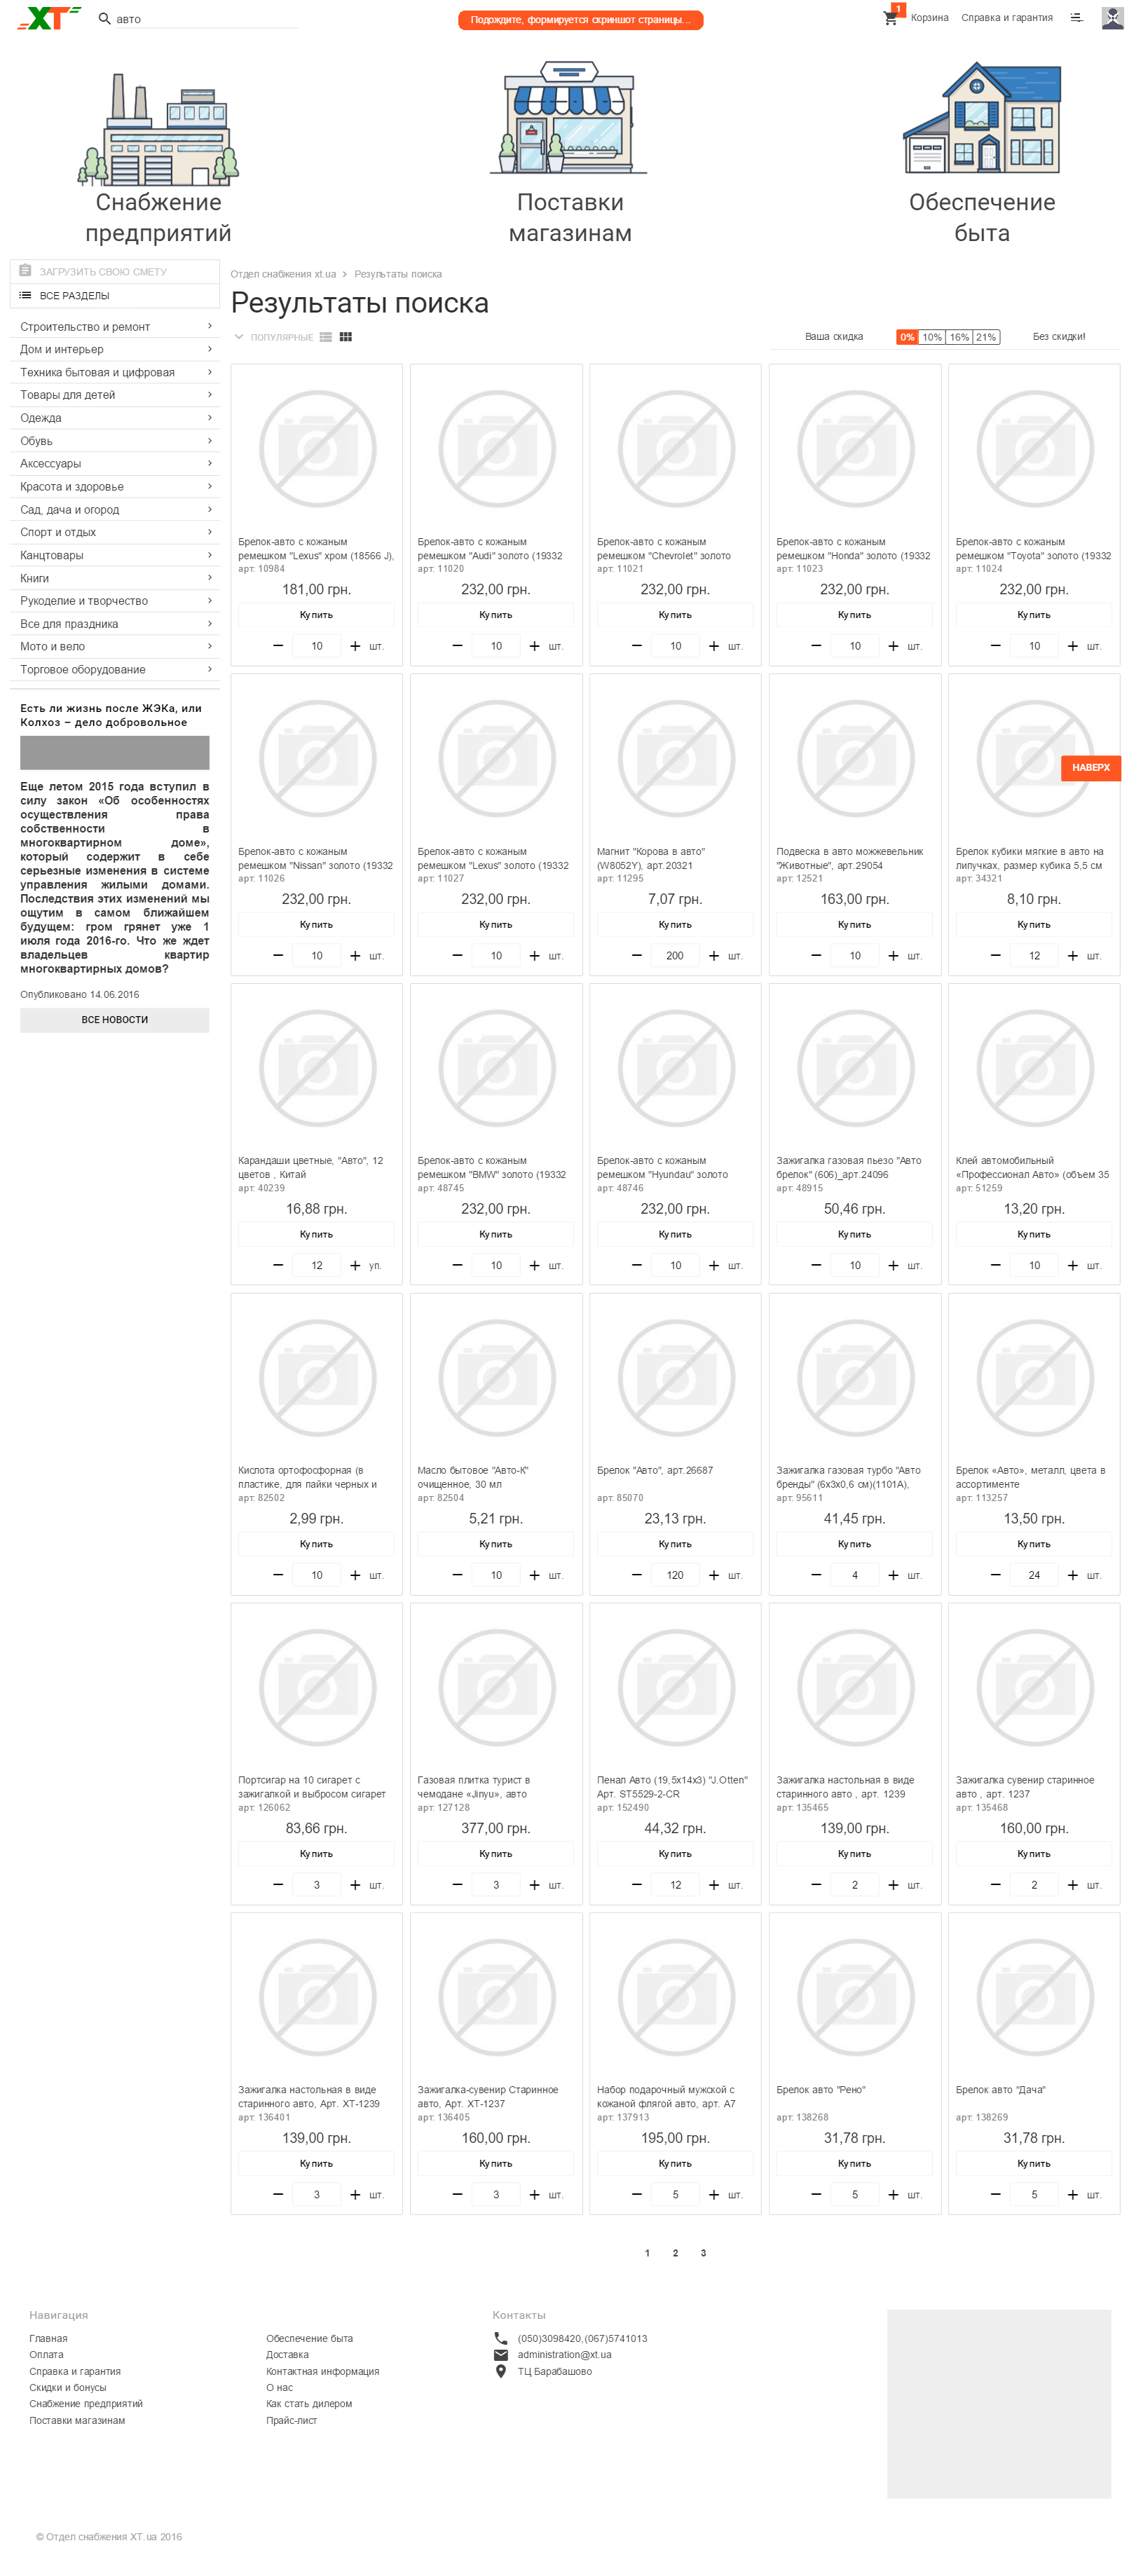 ХТ
авто
Подождите, формируется скриншот страницы...
1
Корзина
Справка и гарантия
Снабжение
предприятий
Поставки
магазинам
Обеспечение
быта
ЗАГРУЗИТЬ СВОЮ СМЕТУ
ВСЕ РАЗДЕЛЫ
Строительство и ремонт
Дом и интерьер
Техника бытовая и цифровая
Товары для детей
Одежда
Обувь
Аксессуары
Красота и здоровье
Сад, дача и огород
Спорт и отдых
Канцтовары
Книги
Рукоделие и творчество
Все для праздника
Мото и вело
Торговое оборудование
Есть ли жизнь после ЖЭКа, или
Колхоз – дело добровольное
Еще летом 2015 года вступил в
силу закон «Об особенностях
осуществления права
собственности в
многоквартирном доме»,
который содержит в себе
серьезные изменения в системе
управления жилыми домами.
Последствия этих изменений мы
ощутим в самом ближайшем
будущем: гром грянет уже 1
июля года 2016-го. Что же ждет
владельцев квартир
многоквартирных домов?
Опубликовано 14.06.2016
ВСЕ НОВОСТИ
Отдел снабжения xt.ua > Результаты поиска
Результаты поиска
ПОПУЛЯРНЫЕ
Ваша скидка
0% 10% 16% 21%
Без скидки!
Брелок-авто с кожаным
ремешком "Lexus" хром (18566 J),
арт: 10984
181,00 грн.
Купить
10 шт.
Брелок-авто с кожаным
ремешком "Audi" золото (19332
арт: 11020
232,00 грн.
Купить
10 шт.
Брелок-авто с кожаным
ремешком "Chevrolet" золото
арт: 11021
232,00 грн.
Купить
10 шт.
Брелок-авто с кожаным
ремешком "Honda" золото (19332
арт: 11023
232,00 грн.
Купить
10 шт.
Брелок-авто с кожаным
ремешком "Toyota" золото (19332
арт: 11024
232,00 грн.
Купить
10 шт.
Брелок-авто с кожаным
ремешком "Nissan" золото (19332
арт: 11026
232,00 грн.
Купить
10 шт.
Брелок-авто с кожаным
ремешком "Lexus" золото (19332
арт: 11027
232,00 грн.
Купить
10 шт.
Магнит "Корова в авто"
(W8052Y), арт.20321
арт: 11295
7,07 грн.
Купить
200 шт.
Подвеска в авто можжевельник
"Животные", арт.29054
арт: 12521
163,00 грн.
Купить
10 шт.
НАВЕРХ
Брелок кубики мягкие в авто на
липучках, размер кубика 5,5 см
арт: 34321
8,10 грн.
Купить
12 шт.
Карандаши цветные, "Авто", 12
цветов , Китай
арт: 40239
16,88 грн.
Купить
12 уп.
Брелок-авто с кожаным
ремешком "BMW" золото (19332
арт: 48745
232,00 грн.
Купить
10 шт.
Брелок-авто с кожаным
ремешком "Hyundau" золото
арт: 48746
232,00 грн.
Купить
10 шт.
Зажигалка газовая пьезо "Авто
брелок" (606)_арт.24096
арт: 48915
50,46 грн.
Купить
10 шт.
Клей автомобильный
«Профессионал Авто» (объем 35
арт: 51259
13,20 грн.
Купить
10 шт.
Кислота ортофосфорная (в
пластике, для пайки черных и
арт: 82502
2,99 грн.
Купить
10 шт.
Масло бытовое "Авто-К"
очищенное, 30 мл
арт: 82504
5,21 грн.
Купить
10 шт.
Брелок "Авто", арт.26687
арт: 85070
23,13 грн.
Купить
120 шт.
Зажигалка газовая турбо "Авто
бренды" (6х3х0,6 см)(1101А),
арт: 95611
41,45 грн.
Купить
4 шт.
Брелок «Авто», металл, цвета в
ассортименте
арт: 113257
13,50 грн.
Купить
24 шт.
Портсигар на 10 сигарет с
зажигалкой и выбросом сигарет
арт: 126062
83,66 грн.
Купить
3 шт.
Газовая плитка турист в
чемодане «Jinyu», авто
арт: 127128
377,00 грн.
Купить
3 шт.
Пенал Авто (19,5х14х3) "J.Otten"
Арт. ST5529-2-CR
арт: 152490
44,32 грн.
Купить
12 шт.
Зажигалка настольная в виде
старинного авто , арт. 1239
арт: 135465
139,00 грн.
Купить
2 шт.
Зажигалка сувенир старинное
авто , арт. 1237
арт: 135468
160,00 грн.
Купить
2 шт.
Зажигалка настольная в виде
старинного авто, Арт. XT-1239
арт: 136401
139,00 грн.
Купить
3 шт.
Зажигалка-сувенир Старинное
авто, Арт. XT-1237
арт: 136405
160,00 грн.
Купить
3 шт.
Набор подарочный мужской с
кожаной флягой авто, арт. A7
арт: 137913
195,00 грн.
Купить
5 шт.
Брелок авто "Рено"
арт: 138268
31,78 грн.
Купить
5 шт.
Брелок авто "Дача"
арт: 138269
31,78 грн.
Купить
5 шт.
1 2 3
Навигация
Главная
Оплата
Справка и гарантия
Скидки и бонусы
Снабжение предприятий
Поставки магазинам
Обеспечение быта
Доставка
Контактная информация
О нас
Как стать дилером
Прайс-лист
Контакты
(050)3098420,(067)5741013
administration@xt.ua
ТЦ Барабашово
© Отдел снабжения XT.ua 2016